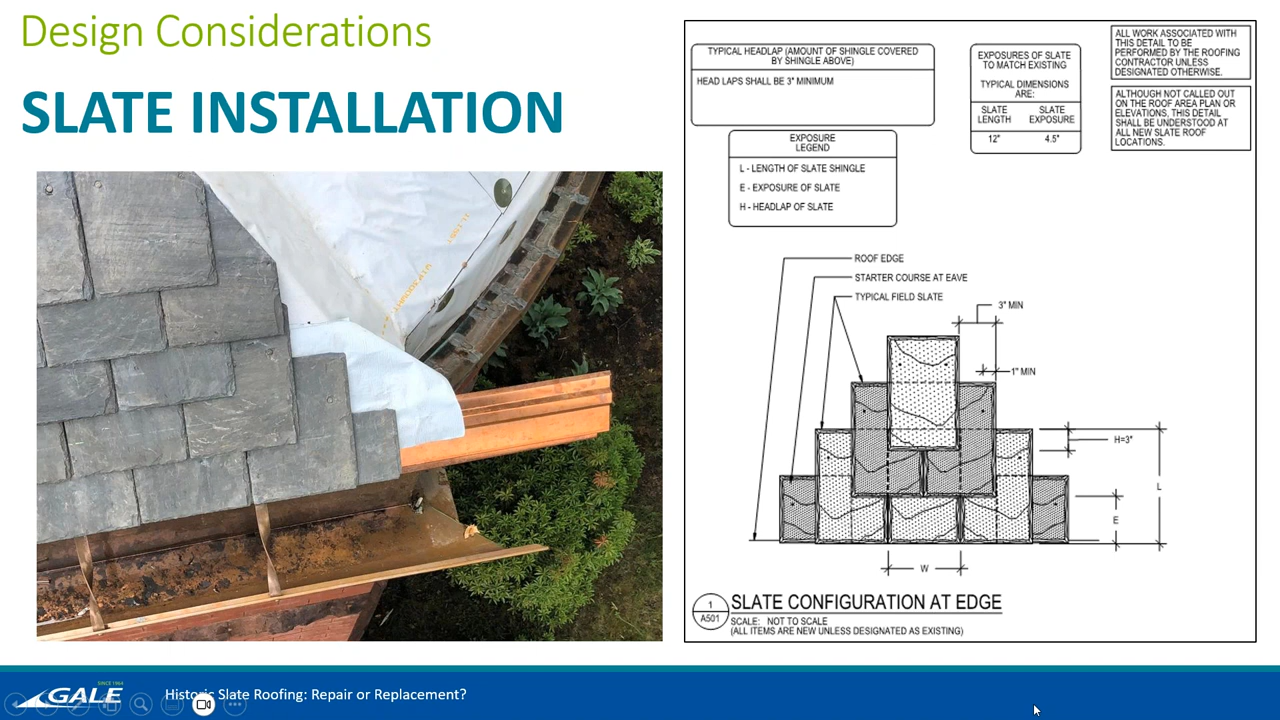 Design Considerations
SLATE INSTALLATION
TYPICAL HEADLAP (AMOUNT OF SHINGLE COVERED
BY SHINGLE ABOVE)
HEAD LAPS SHALL BE 3" MINIMUM
EXPOSURE
LEGEND
L - LENGTH OF SLATE SHINGLE
E - EXPOSURE OF SLATE
H - HEADLAP OF SLATE
EXPOSURES OF SLATE
TO MATCH EXISTING
TYPICAL DIMENSIONS
ARE:
SLATE LENGTH SLATE EXPOSURE
12" 4.5"
ALL WORK ASSOCIATED WITH
THIS DETAIL TO BE
PERFORMED BY THE ROOFING
CONTRACTOR UNLESS
DESIGNATED OTHERWISE.
ALTHOUGH NOT CALLED OUT
ON THE ROOF AREA PLAN OR
ELEVATIONS, THIS DETAIL
SHALL BE UNDERSTOOD AT
ALL NEW SLATE ROOF
LOCATIONS.
ROOF EDGE
STARTER COURSE AT EAVE
TYPICAL FIELD SLATE
3" MIN
1" MIN
H=3"
L
E
W
1
A501
SLATE CONFIGURATION AT EDGE
SCALE: NOT TO SCALE
(ALL ITEMS ARE NEW UNLESS DESIGNATED AS EXISTING)
SINCE 1964
GALE
Historic Slate Roofing: Repair or Replacement?